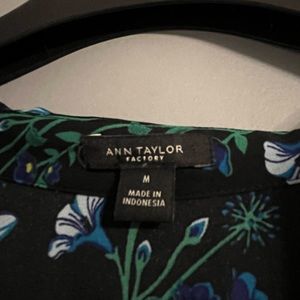 ANN TAYLOR
FACTORY
M
MADE IN
INDONESIA